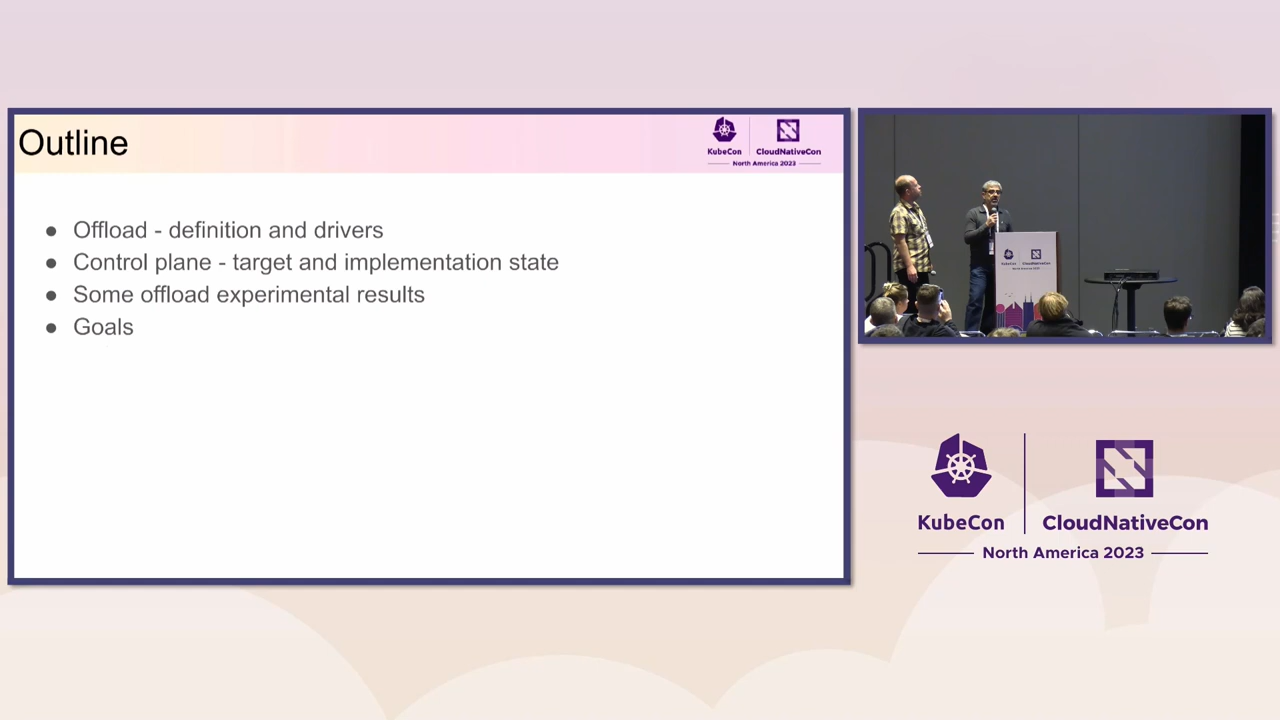 Outline
KubeCon
CloudNativeCon
North America 2023
● Offload - definition and drivers
● Control plane - target and implementation state
● Some offload experimental results
● Goals
KubeCon
CloudNativeCon
North America 2023